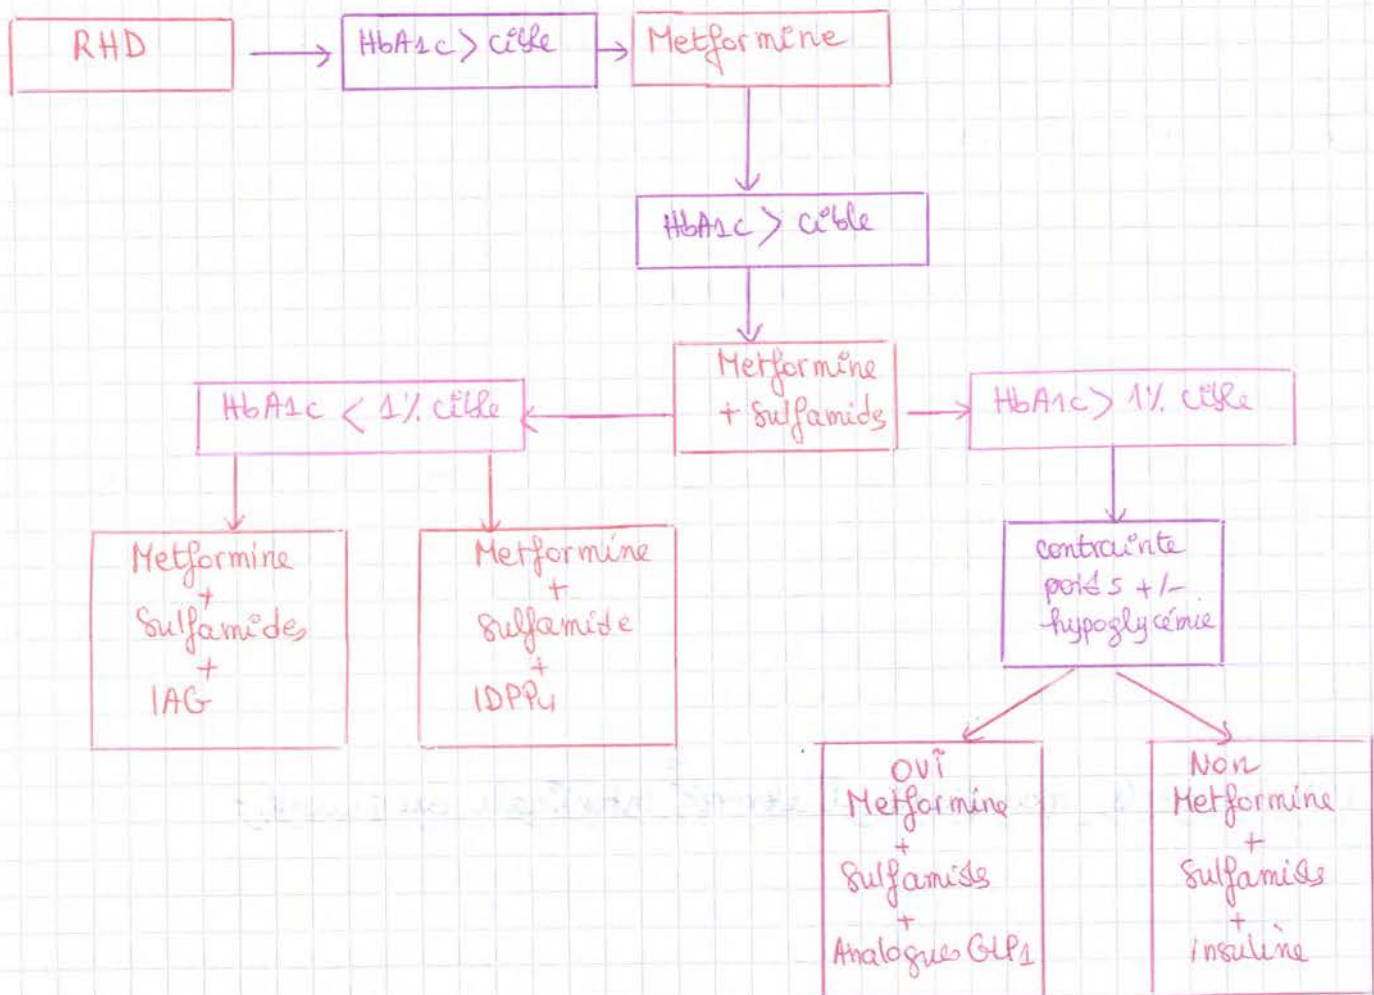 RHD
HbA1c > cible
Metformine
HbA1c > cible
Metformine
+ Sulfamids
HbA1c < 1% cible
HbA1c > 1% cible
Metformine
+
Sulfamides
+
IAG
Metformine
+
Sulfamide
+
IDPP4
contrainte
poids +/-
hypoglycémie
OUI
Metformine
+
Sulfamids
+
Analogues GLP1
Non
Metformine
+
Sulfamids
+
insuline